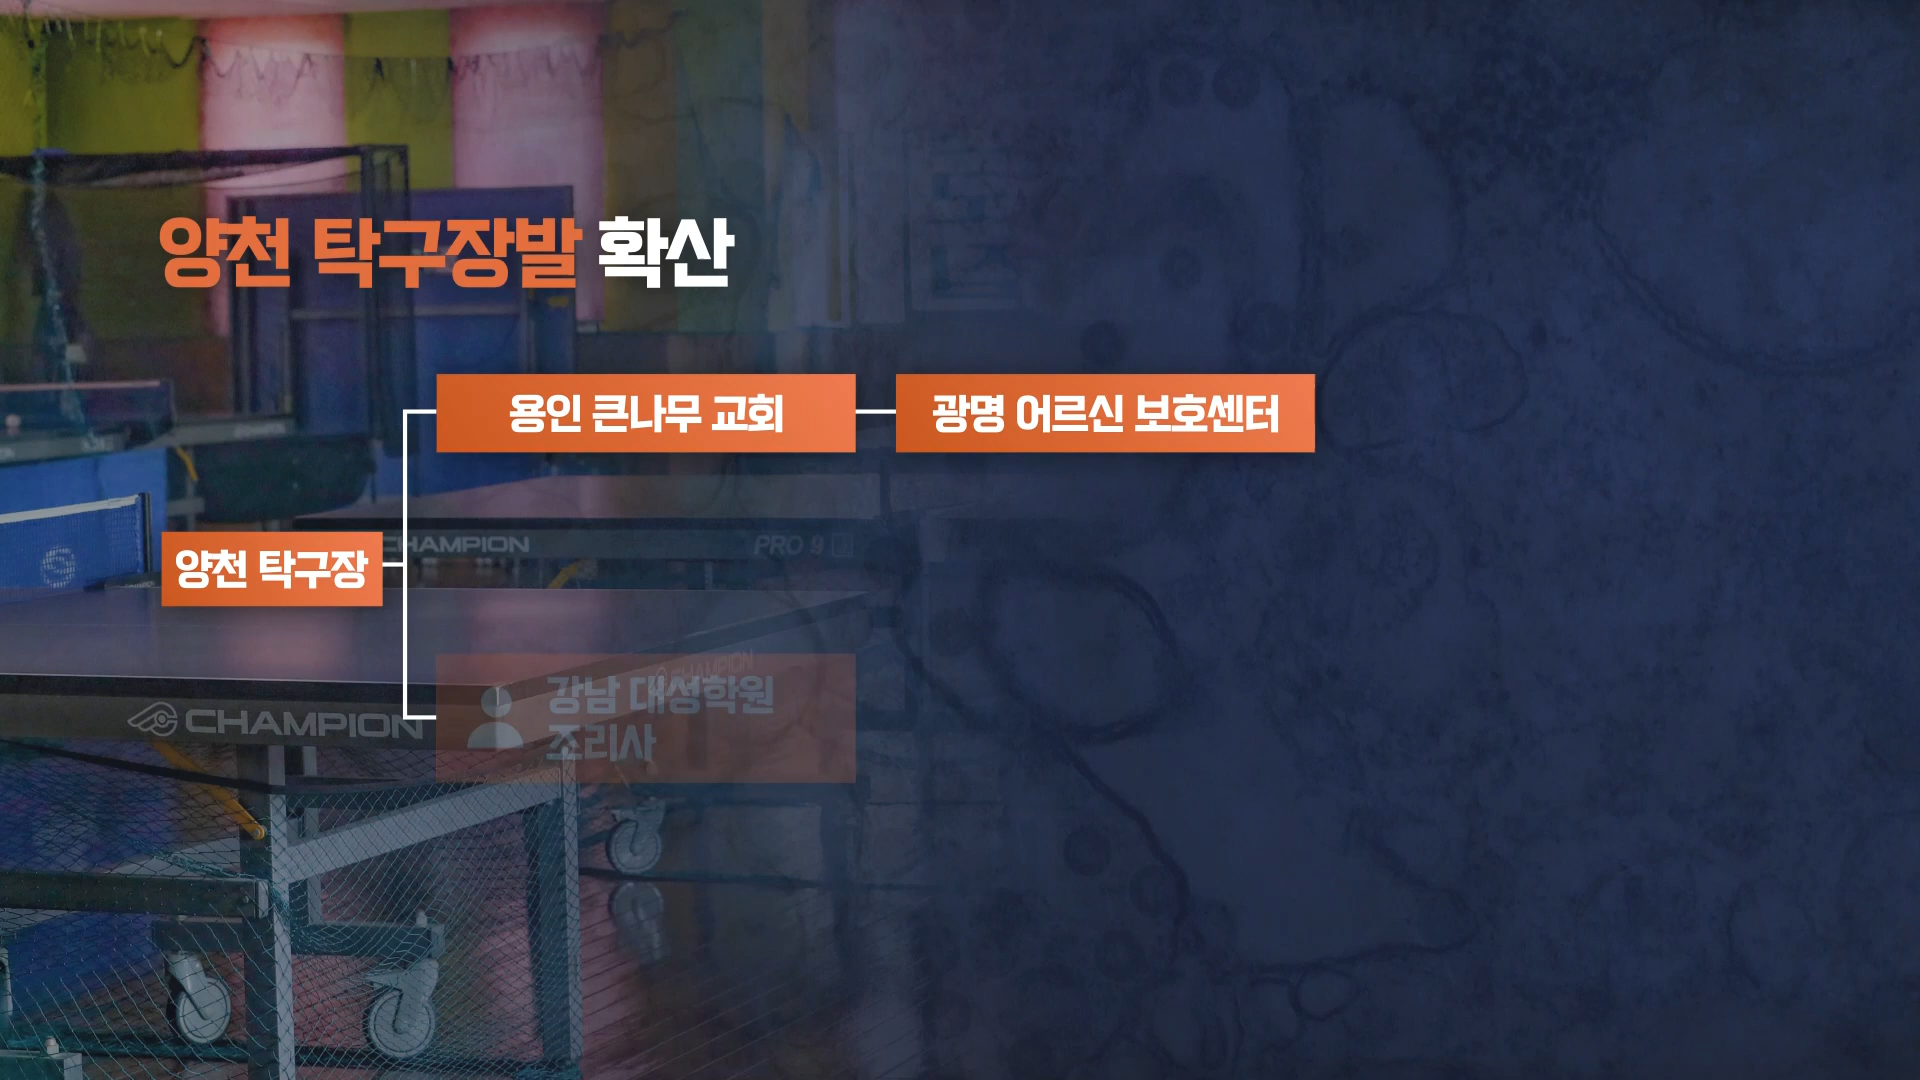 양천 탁구장발 확산
용인 큰나무 교회
광명 어르신 보호센터
CHAMPION
PRO 9
양천 탁구장
CHAMPION
강남 대성학원
조리사
CHAMPION